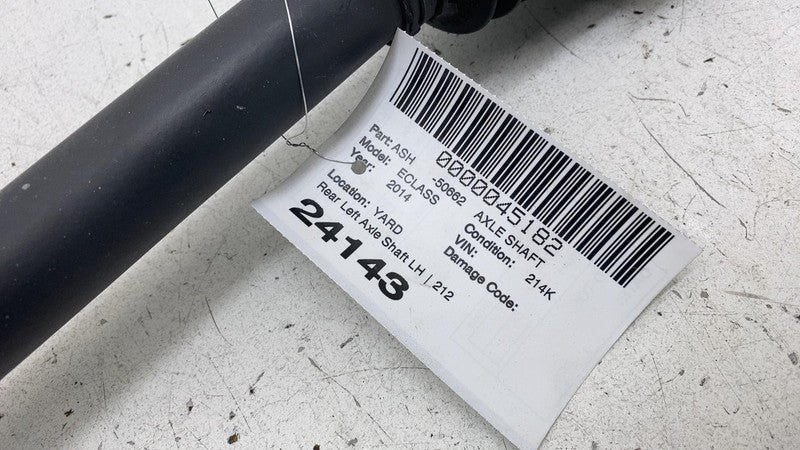 0000045182
Part: ASH -50662 AXLE SHAFT
Model: ECLASS Condition: 214K
Year: 2014 VIN:
Damage Code:
Location: YARD
Rear Left Axle Shaft LH | 212
24143